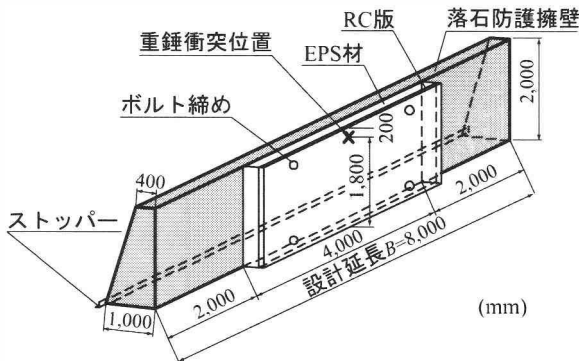 RC版
落石防護擁壁
重錘衝突位置
EPS材
ボルト締め
200
2,000
400
1,800
ストッパー
2,000
4,000
設計延長B=8,000
2,000
1,000
(mm)